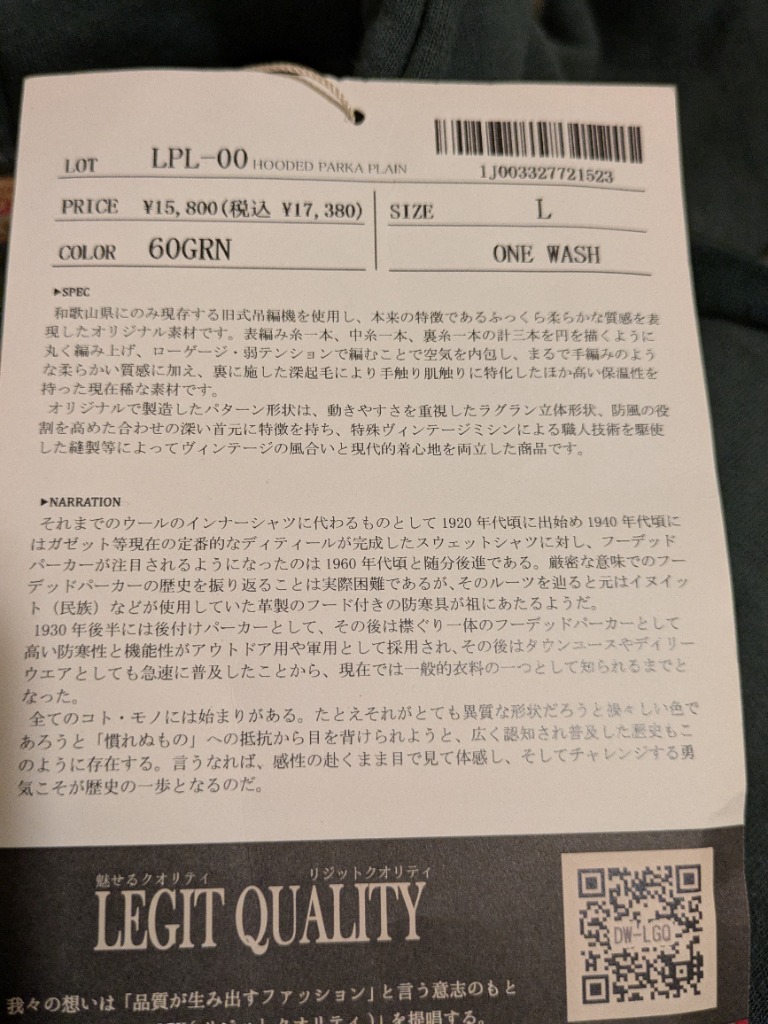 LOT LPL-00 HOODED PARKA PLAIN
1J003327721523
PRICE ¥15,800(税込 ¥17,380)
SIZE L
COLOR 60GRN
ONE WASH
▶SPEC
和歌山県にのみ現存する旧式吊編機を使用し、本来の特徴であるふっくら柔らかな質感を表
現したオリジナル素材です。表編み糸一本、中糸一本、裏糸一本の計三本を円を描くように
丸く編み上げ、ローゲージ・弱テンションで編むことで空気を内包し、まるで手編みのよう
な柔らかい質感に加え、裏に施した深起毛により手触り肌触りに特化したほか高い保温性を
持った現在稀な素材です。
オリジナルで製造したパターン形状は、動きやすさを重視したラグラン立体形状、防風の役
割を高めた合わせの深い首元に特徴を持ち、特殊ヴィンテージミシンによる職人技術を駆使
した縫製等によってヴィンテージの風合いと現代的着心地を両立した商品です。
▶NARRATION
それまでのウールのインナーシャツに代わるものとして1920年代頃に出始め1940年代頃に
はガゼット等現在の定番的なディティールが完成したスウェットシャツに対し、フーデッド
パーカーが注目されるようになったのは1960年代頃と随分後進である。厳密な意味でのフー
デッドパーカーの歴史を振り返ることは実際困難であるが、そのルーツを辿ると元はイヌイッ
ト（民族）などが使用していた革製のフード付きの防寒具が祖にあたるようだ。
1930年後半には後付けパーカーとして、その後は襟ぐり一体のフーデッドパーカーとして
高い防寒性と機能性がアウトドア用や軍用として採用され、その後はタウンユースやデイリー
ウエアとしても急速に普及したことから、現在では一般的衣料の一つとして知られるまでと
なった。
全てのコト・モノには始まりがある。たとえそれがとても異質な形状だろうと禍々しい色で
あろうと「慣れぬもの」への抵抗から目を背けられようと、広く認知され普及した歴史もこ
のように存在する。言うなれば、感性の赴くまま目で見て体感し、そしてチャレンジする勇
気こそが歴史の一歩となるのだ。
魅せるクオリティ リジットクオリティ
LEGIT QUALITY
DW-LGQ
我々の想いは「品質が生み出すファッション」と言う意志のもと
(リジットクオリティ)」を提唱する。